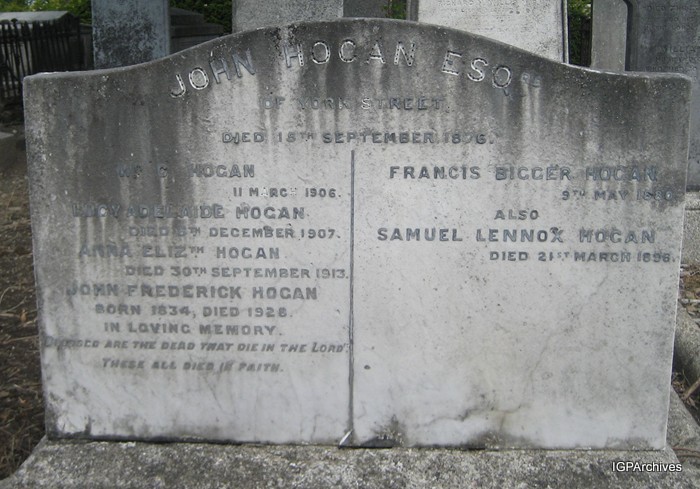 JOHN HOGAN ESQ
OF YORK STREET
DIED 18TH SEPTEMBER
HOGAN
11 MARCH 1906.
LUCY ADELAIDE HOGAN
DIED 8TH DECEMBER 1907.
ANNA ELIZTH HOGAN
DIED 30TH SEPTEMBER 1913.
JOHN FREDERICK HOGAN
BORN 1834, DIED 1926.
IN LOVING MEMORY.
ARE THE DEAD THAT DIE IN THE LORD'.
THESE ALL DIED IN FAITH.
FRANCIS BIGGER HOGAN
9TH MAY
ALSO
SAMUEL LENNOX HOGAN
DIED 21ST MARCH 1896.
IGPArchives